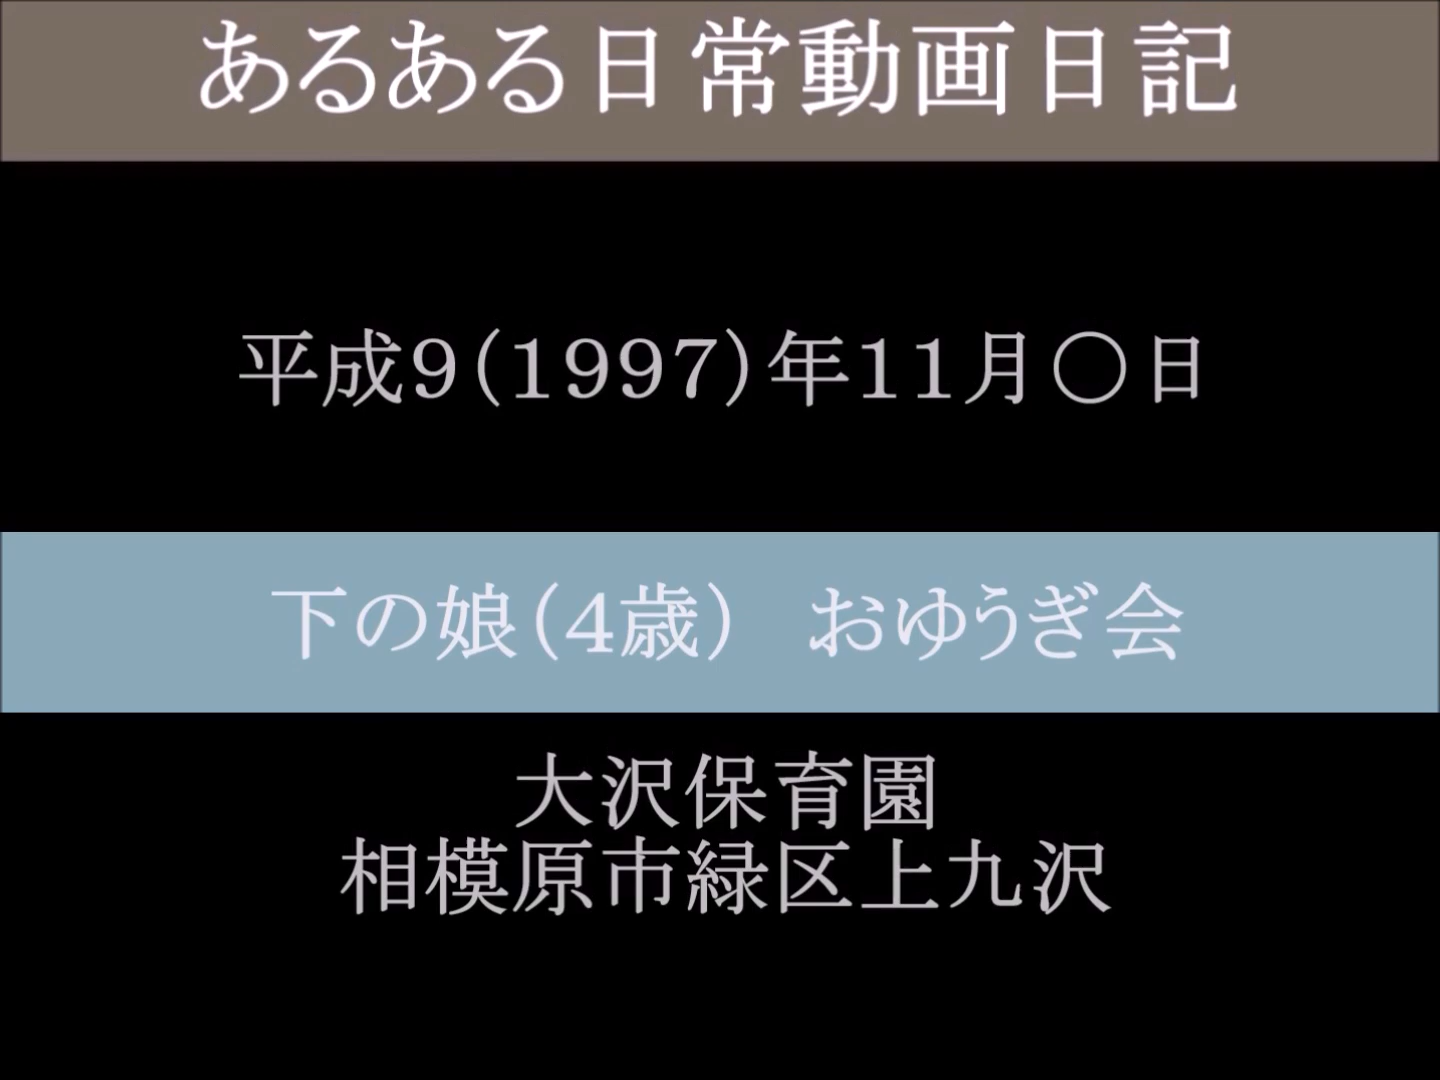 あるある日常動画日記
平成９(１９９７)年１１月〇日
下の娘(４歳)　おゆうぎ会
大沢保育園
相模原市緑区上九沢